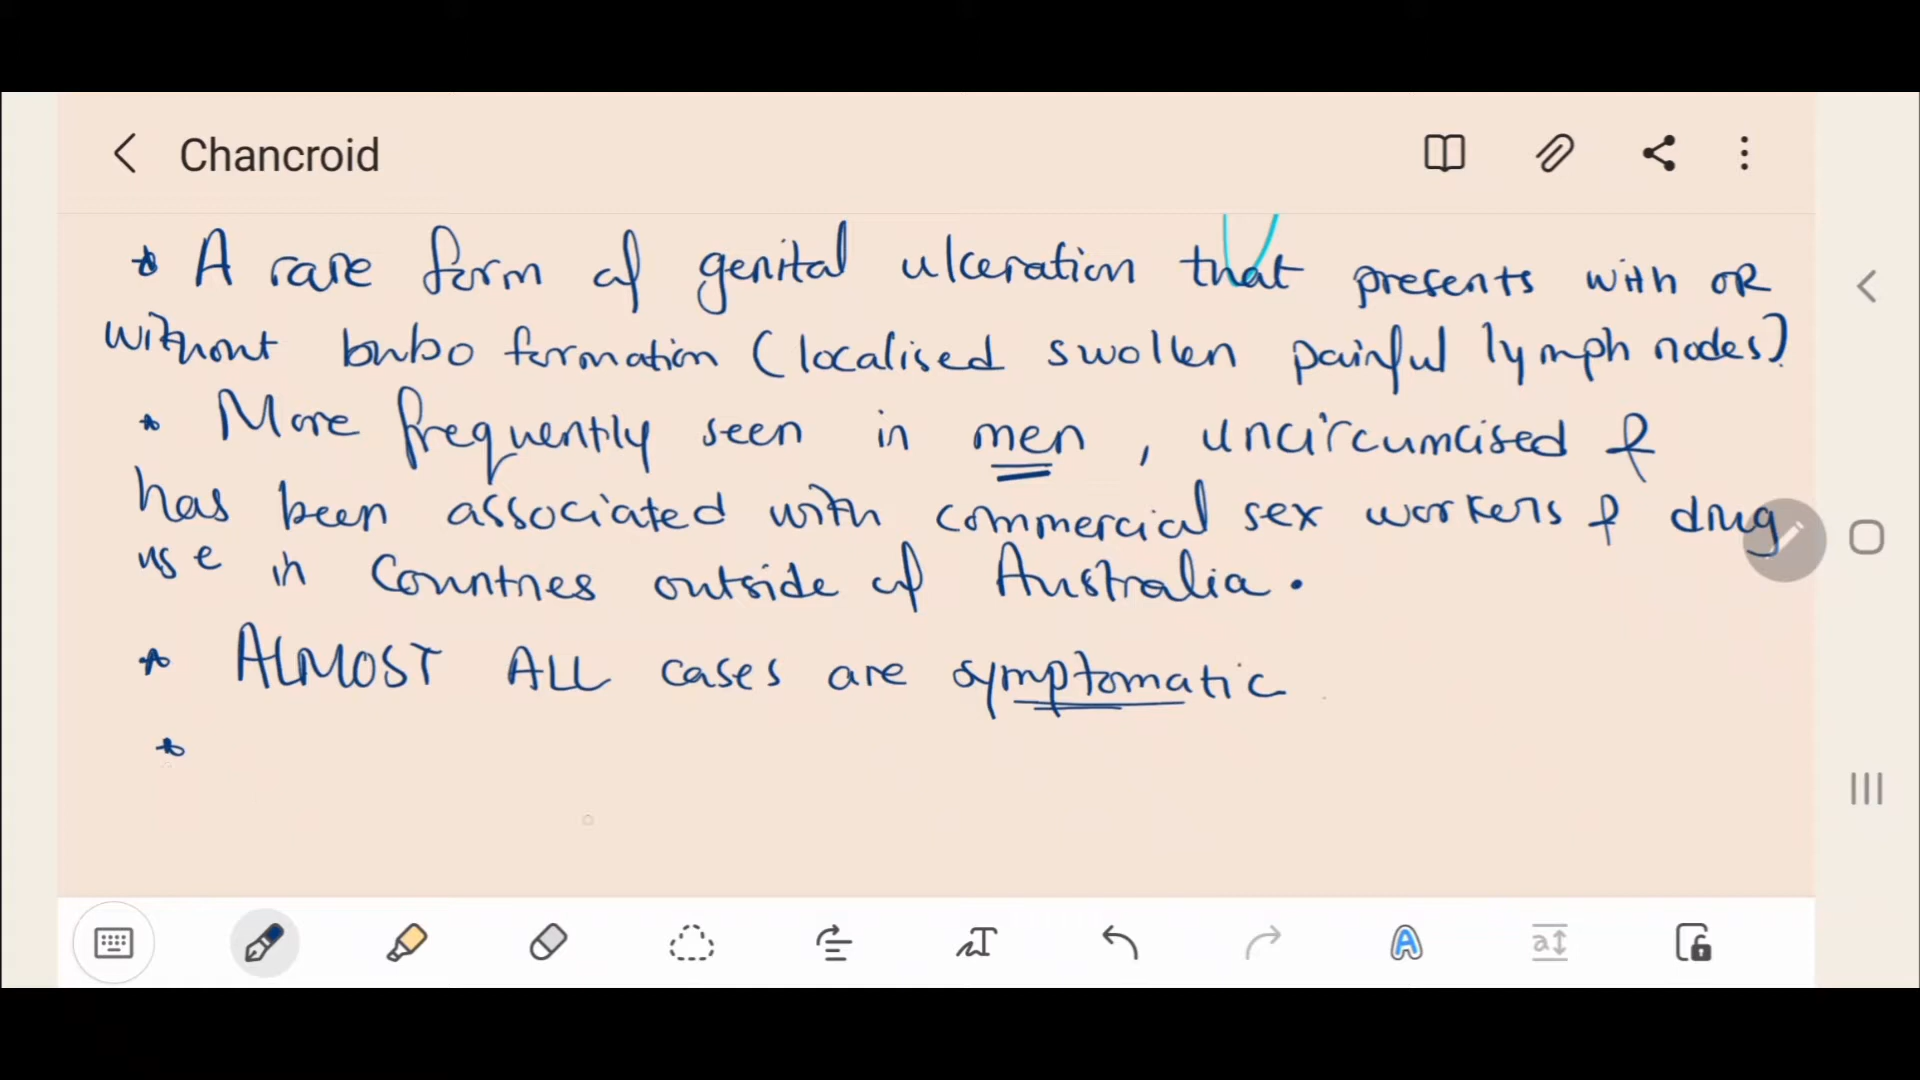 Chancroid
* A rare form of genital ulceration that presents with OR
without bubo formation (localised swollen painful lymph nodes)
* More frequently seen in men, uncircumcised &
has been associated with commercial sex workers & drug
use in Countries outside of Australia.
* ALMOST ALL cases are symptomatic
*